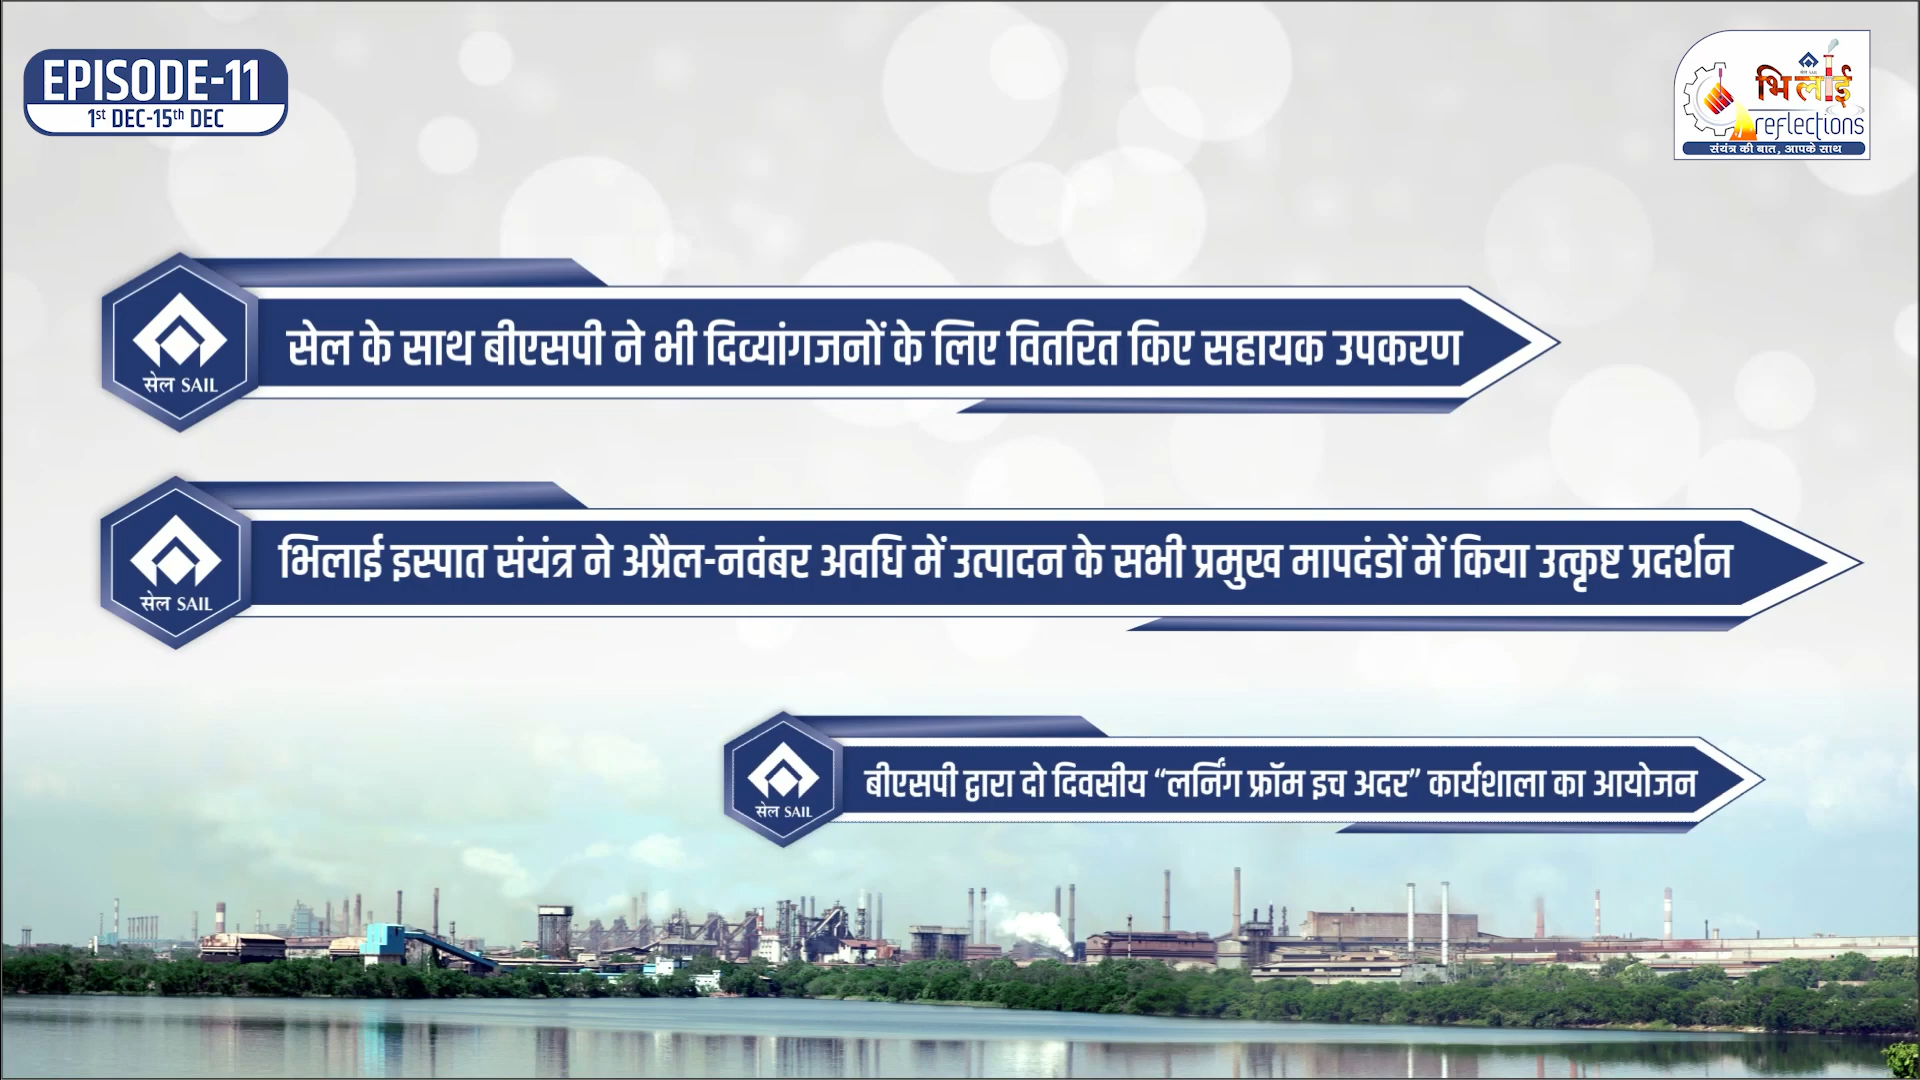 EPISODE-11
1st DEC-15th DEC
भिलाई
reflections
संयंत्र की बात, आपके साथ
सेल के साथ बीएसपी ने भी दिव्यांगजनों के लिए वितरित किए सहायक उपकरण
सेल SAIL
भिलाई इस्पात संयंत्र ने अप्रैल-नवंबर अवधि में उत्पादन के सभी प्रमुख मापदंडों में किया उत्कृष्ट प्रदर्शन
सेल SAIL
बीएसपी द्वारा दो दिवसीय “लर्निंग फ्रॉम इच अदर” कार्यशाला का आयोजन
सेल SAIL